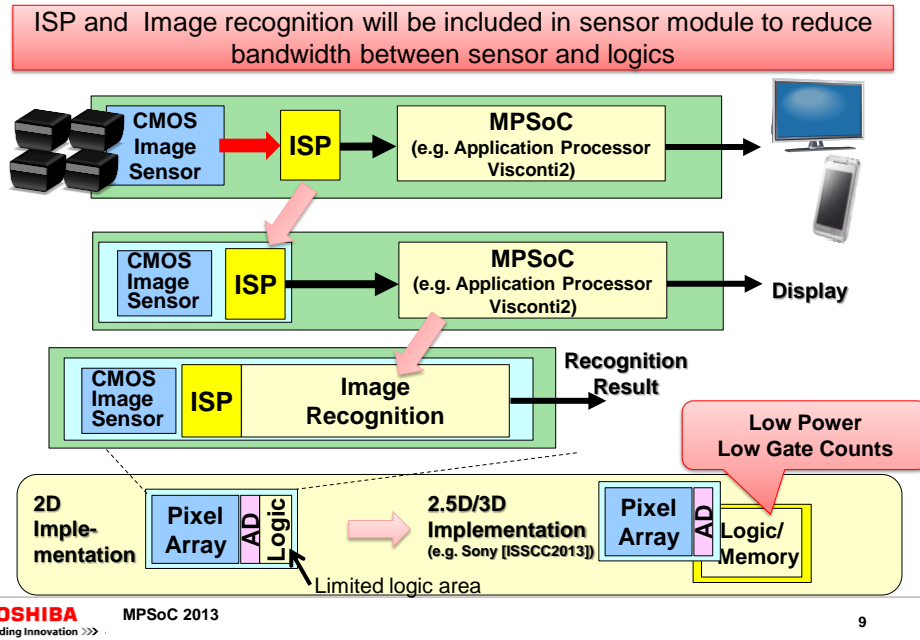 ISP and Image recognition will be included in sensor module to reduce
bandwidth between sensor and logics
CMOS
Image
Sensor
ISP
MPSoC
(e.g. Application Processor
Visconti2)
CMOS
Image
Sensor
ISP
MPSoC
(e.g. Application Processor
Visconti2)
Display
CMOS
Image
Sensor
ISP
Image
Recognition
Recognition
Result
Low Power
Low Gate Counts
2D
Imple-
mentation
Pixel
Array
AD
Logic
Limited logic area
2.5D/3D
Implementation
(e.g. Sony [ISSCC2013])
Pixel
Array
AD
Logic/
Memory
OSHIBA
ding Innovation >>>
MPSoC 2013
9